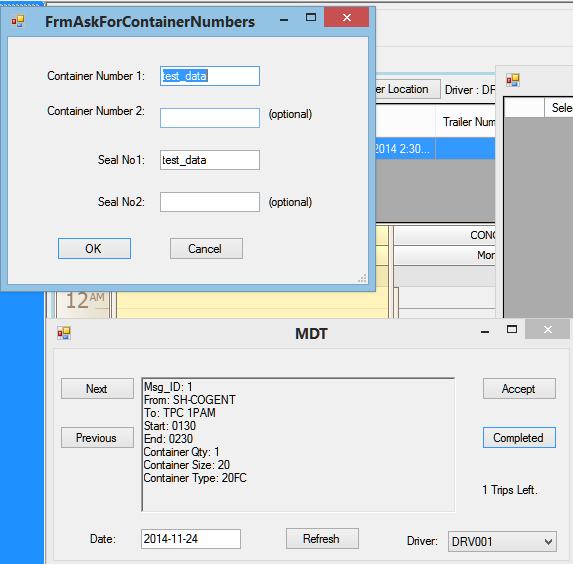 FrmAskForContainerNumbers
Container Number 1: test_data
Container Number 2: (optional)
Seal No1: test_data
Seal No2: (optional)
OK Cancel
er Location Driver : DF
Trailer Num
2014 2:30...
Sele
CONC
Mor
12 AM
MDT
Next
Previous
Msg_ID: 1
From: SH-COGENT
To: TPC 1PAM
Start: 0130
End: 0230
Container Qty: 1
Container Size: 20
Container Type: 20FC
Accept
Completed
1 Trips Left.
Date: 2014-11-24 Refresh Driver: DRV001